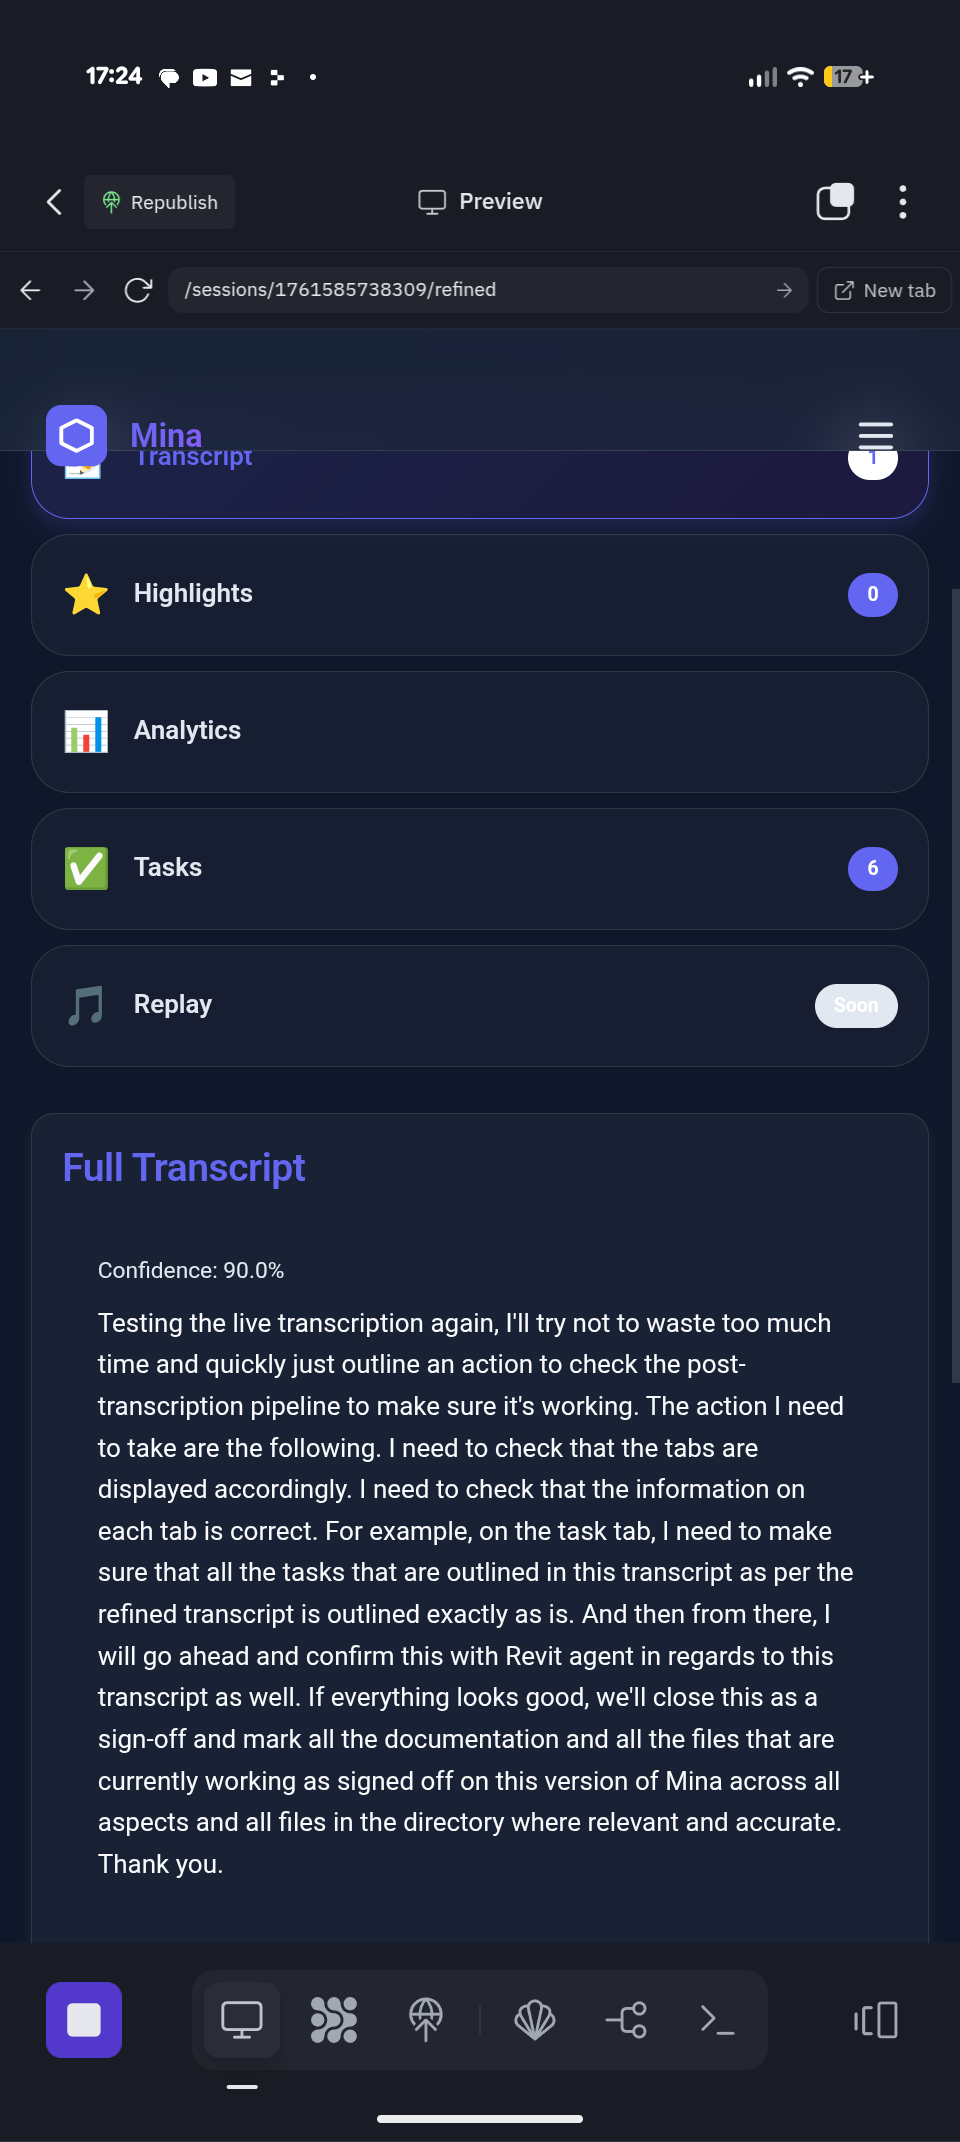 17:24
17+
Republish
Preview
/sessions/1761585738309/refined
New tab
Mina
Transcript
1
Highlights
0
Analytics
Tasks
6
Replay
Soon
Full Transcript
Confidence: 90.0%
Testing the live transcription again, I'll try not to waste too much
time and quickly just outline an action to check the post-
transcription pipeline to make sure it's working. The action I need
to take are the following. I need to check that the tabs are
displayed accordingly. I need to check that the information on
each tab is correct. For example, on the task tab, I need to make
sure that all the tasks that are outlined in this transcript as per the
refined transcript is outlined exactly as is. And then from there, I
will go ahead and confirm this with Revit agent in regards to this
transcript as well. If everything looks good, we'll close this as a
sign-off and mark all the documentation and all the files that are
currently working as signed off on this version of Mina across all
aspects and all files in the directory where relevant and accurate.
Thank you.